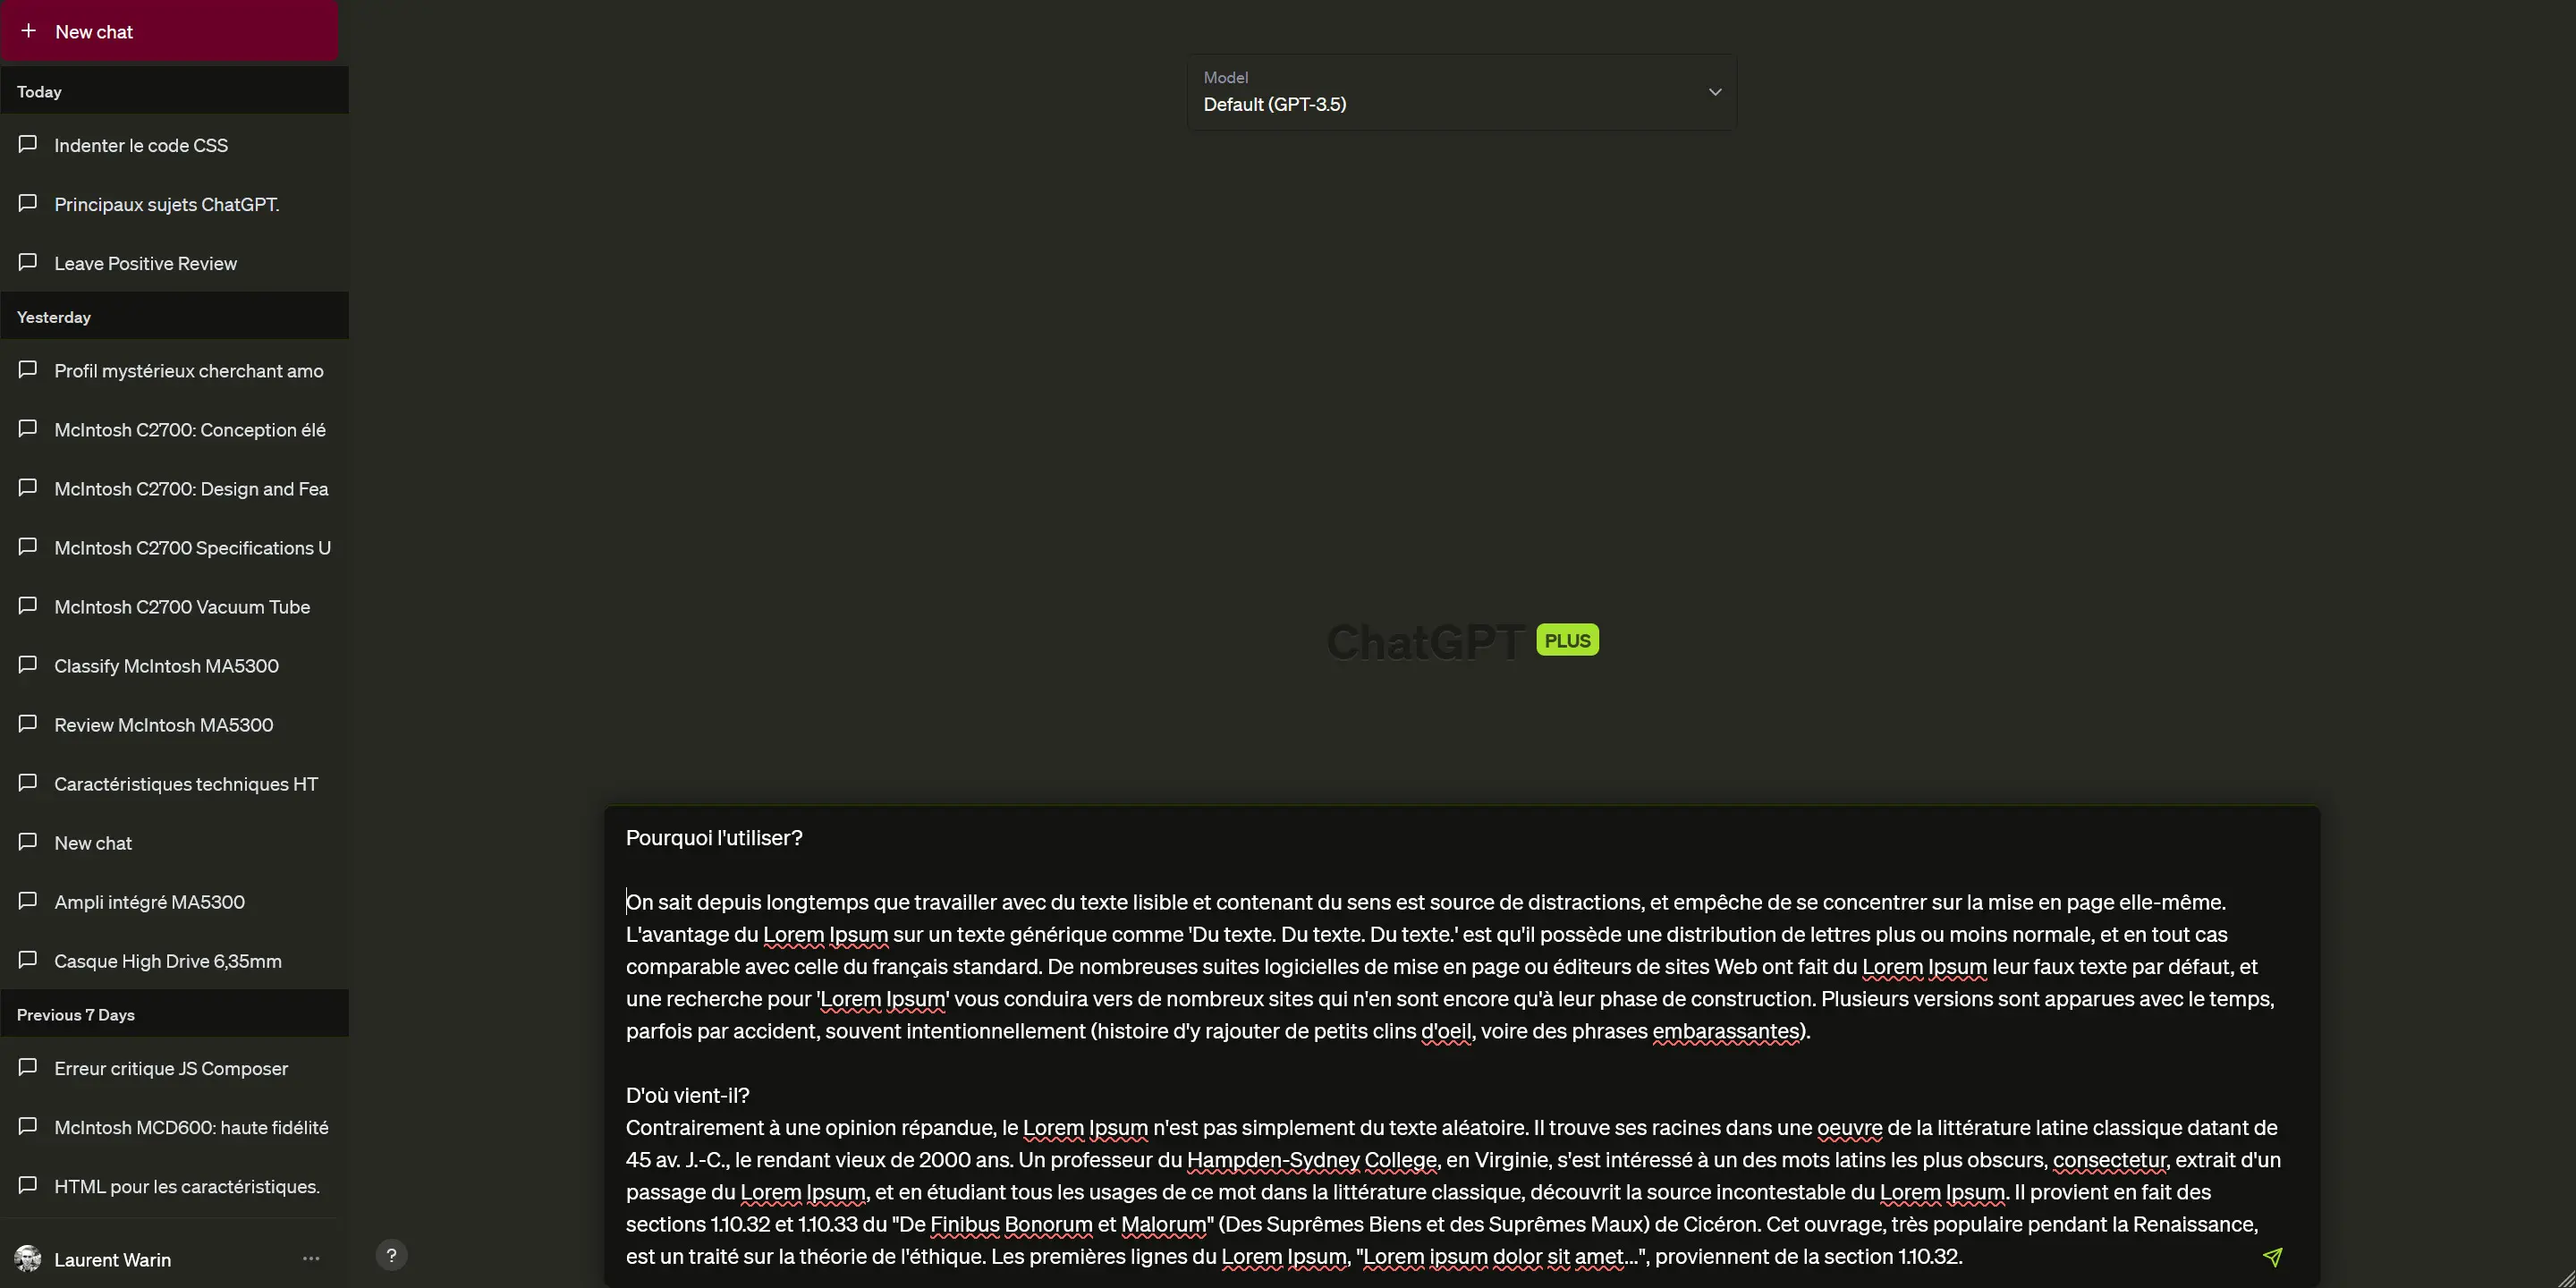 New chat
Today
Indenter le code CSS
Principaux sujets ChatGPT.
Leave Positive Review
Yesterday
Profil mystérieux cherchant amo
McIntosh C2700: Conception élé
McIntosh C2700: Design and Fea
McIntosh C2700 Specifications U
McIntosh C2700 Vacuum Tube
Classify McIntosh MA5300
Review McIntosh MA5300
Caractéristiques techniques HT
New chat
Ampli intégré MA5300
Casque High Drive 6,35mm
Previous 7 Days
Erreur critique JS Composer
McIntosh MCD600: haute fidélité
HTML pour les caractéristiques.
Laurent Warin
Model
Default (GPT-3.5)
ChatGPT PLUS
Pourquoi l'utiliser?
On sait depuis longtemps que travailler avec du texte lisible et contenant du sens est source de distractions, et empêche de se concentrer sur la mise en page elle-même.
L'avantage du Lorem Ipsum sur un texte générique comme 'Du texte. Du texte. Du texte.' est qu'il possède une distribution de lettres plus ou moins normale, et en tout cas
comparable avec celle du français standard. De nombreuses suites logicielles de mise en page ou éditeurs de sites Web ont fait du Lorem Ipsum leur faux texte par défaut, et
une recherche pour 'Lorem Ipsum' vous conduira vers de nombreux sites qui n'en sont encore qu'à leur phase de construction. Plusieurs versions sont apparues avec le temps,
parfois par accident, souvent intentionnellement (histoire d'y rajouter de petits clins d'oeil, voire des phrases embarassantes).
D'où vient-il?
Contrairement à une opinion répandue, le Lorem Ipsum n'est pas simplement du texte aléatoire. Il trouve ses racines dans une oeuvre de la littérature latine classique datant de
45 av. J.-C., le rendant vieux de 2000 ans. Un professeur du Hampden-Sydney College, en Virginie, s'est intéressé à un des mots latins les plus obscurs, consectetur, extrait d'un
passage du Lorem Ipsum, et en étudiant tous les usages de ce mot dans la littérature classique, découvrit la source incontestable du Lorem Ipsum. Il provient en fait des
sections 1.10.32 et 1.10.33 du "De Finibus Bonorum et Malorum" (Des Suprêmes Biens et des Suprêmes Maux) de Cicéron. Cet ouvrage, très populaire pendant la Renaissance,
est un traité sur la théorie de l'éthique. Les premières lignes du Lorem Ipsum, "Lorem ipsum dolor sit amet...", proviennent de la section 1.10.32.
?